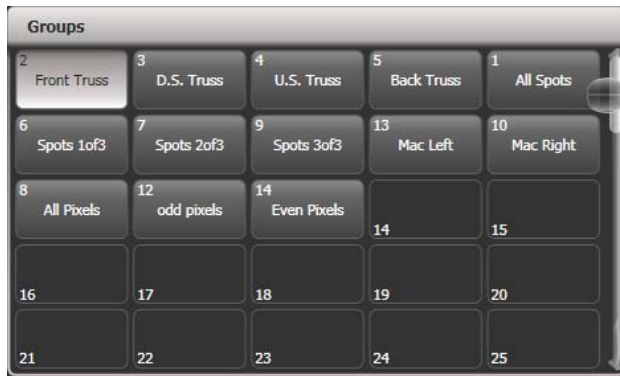 Groups
2
Front Truss
3
D.S. Truss
4
U.S. Truss
5
Back Truss
1
All Spots
6
Spots 1of3
7
Spots 2of3
9
Spots 3of3
13
Mac Left
10
Mac Right
8
All Pixels
12
odd pixels
14
Even Pixels
14
15
16
17
18
19
20
21
22
23
24
25